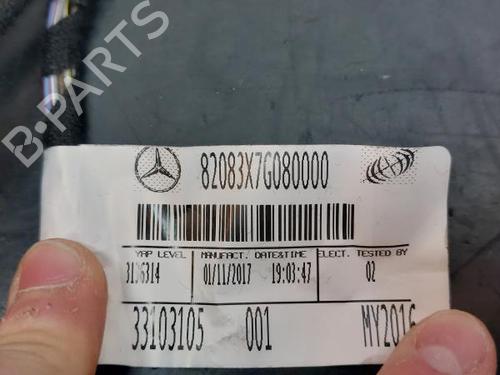 B-PARTS
82083X7G080000
YAP LEVEL MANUFACT. DATE&TIME ELECT. TESTED BY
01/11/2017 19:03:47 02
33103105 001 MY2016